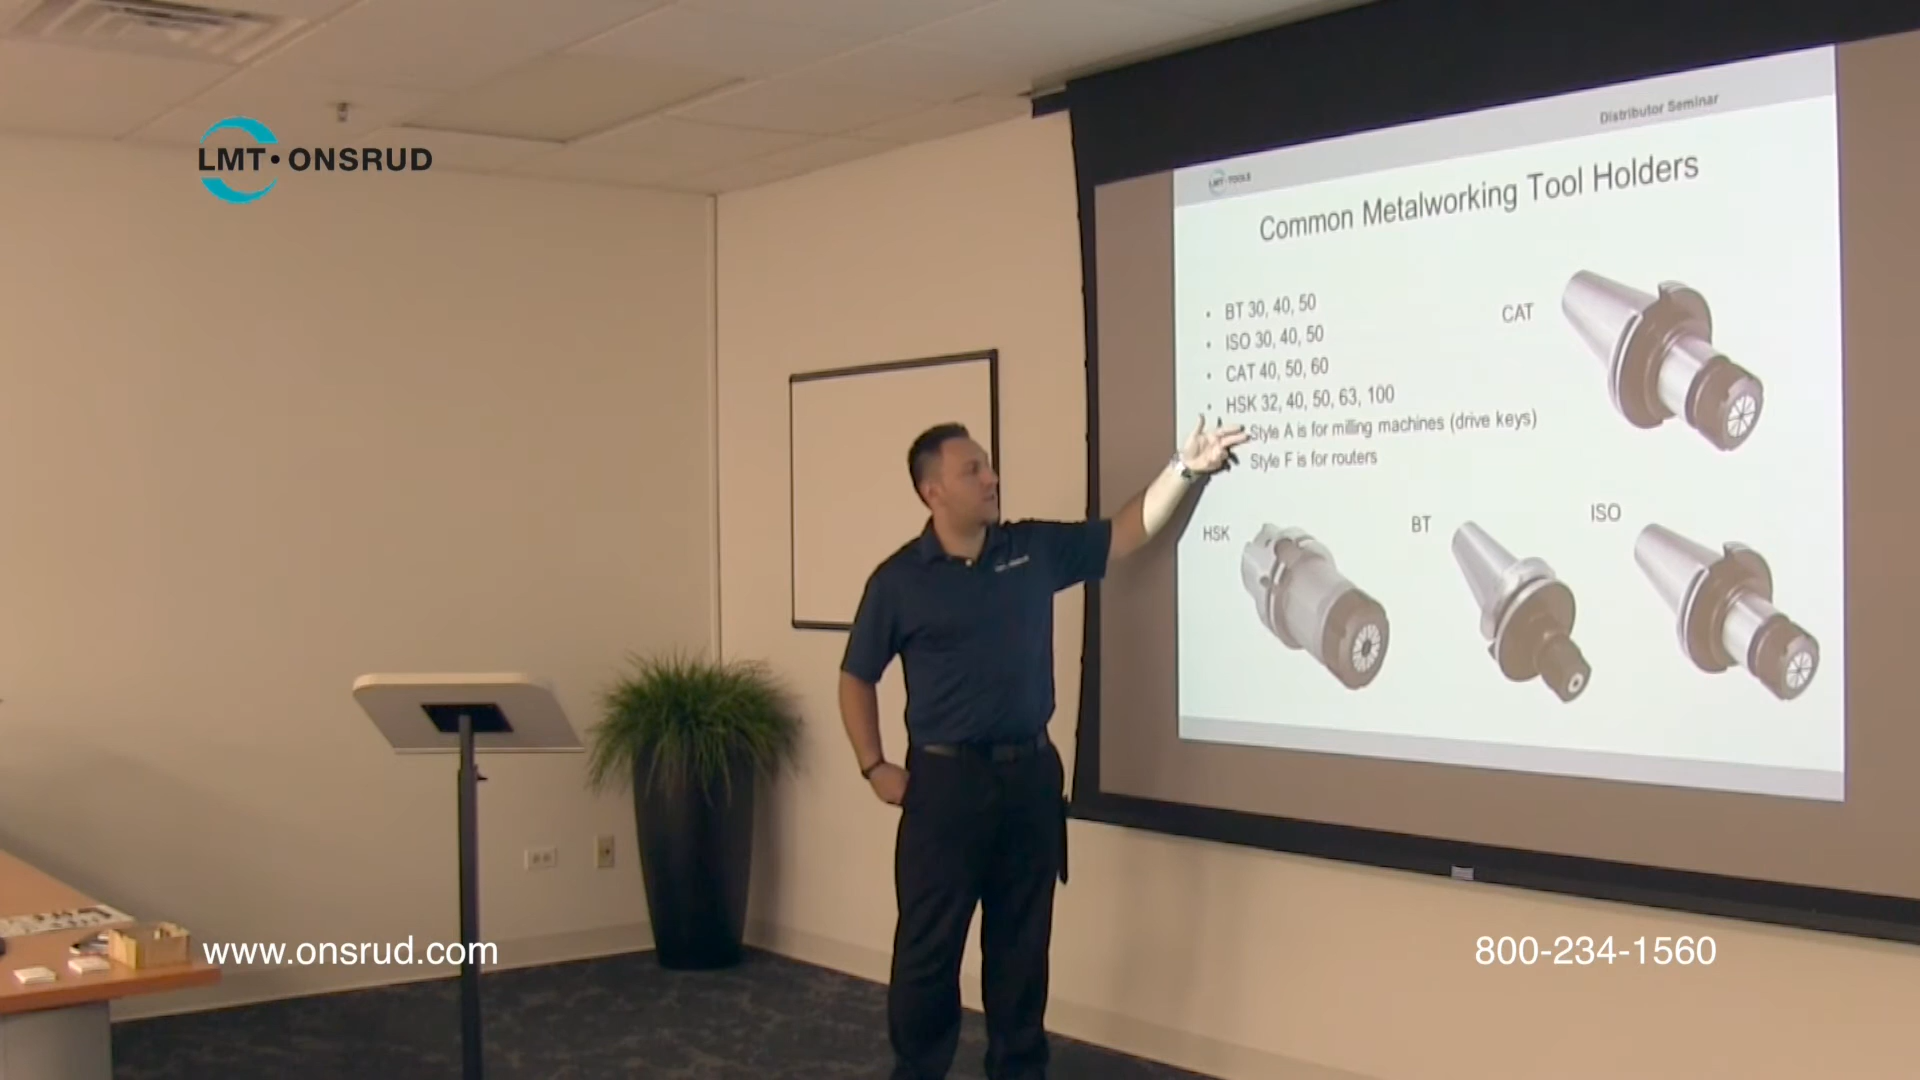 LMT• ONSRUD
Distributor Seminar
LMT• TOOLS
Common Metalworking Tool Holders
• BT 30, 40, 50
• ISO 30, 40, 50
• CAT 40, 50, 60
• HSK 32, 40, 50, 63, 100
Style A is for milling machines (drive keys)
Style F is for routers
CAT
HSK
BT
ISO
www.onsrud.com
800-234-1560